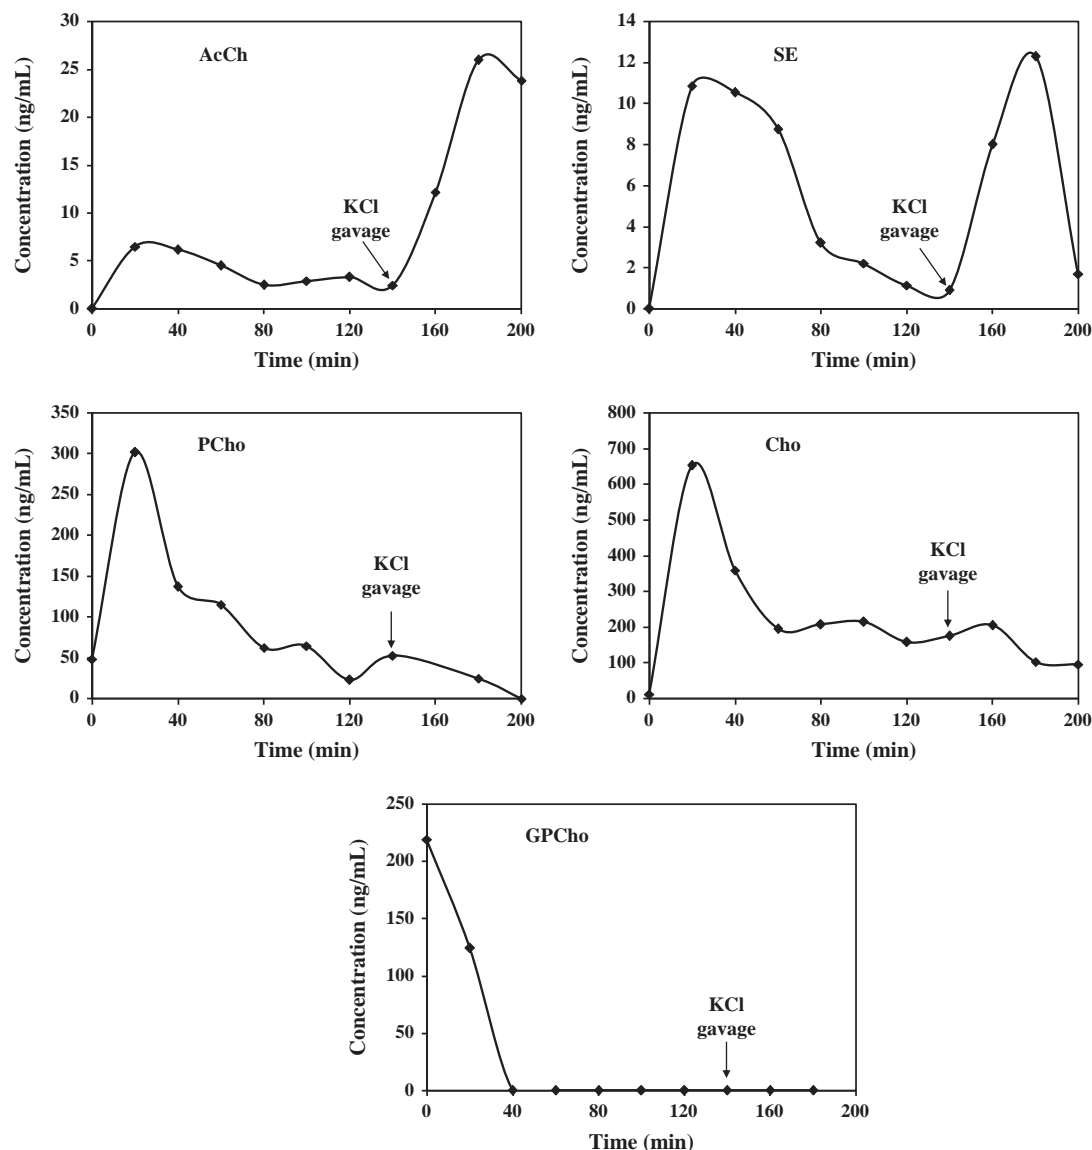 AcCh
Concentration (ng/mL)
30
25
20
15
10
5
0
KCl
gavage
0 40 80 120 160 200
Time (min)
SE
Concentration (ng/mL)
14
12
10
8
6
4
2
0
KCl
gavage
0 40 80 120 160 200
Time (min)
PCho
Concentration (ng/mL)
350
300
250
200
150
100
50
0
KCl
gavage
0 40 80 120 160 200
Time (min)
Cho
Concentration (ng/mL)
800
700
600
500
400
300
200
100
0
KCl
gavage
0 40 80 120 160 200
Time (min)
GPCho
Concentration (ng/mL)
250
200
150
100
50
0
KCl
gavage
0 40 80 120 160 200
Time (min)